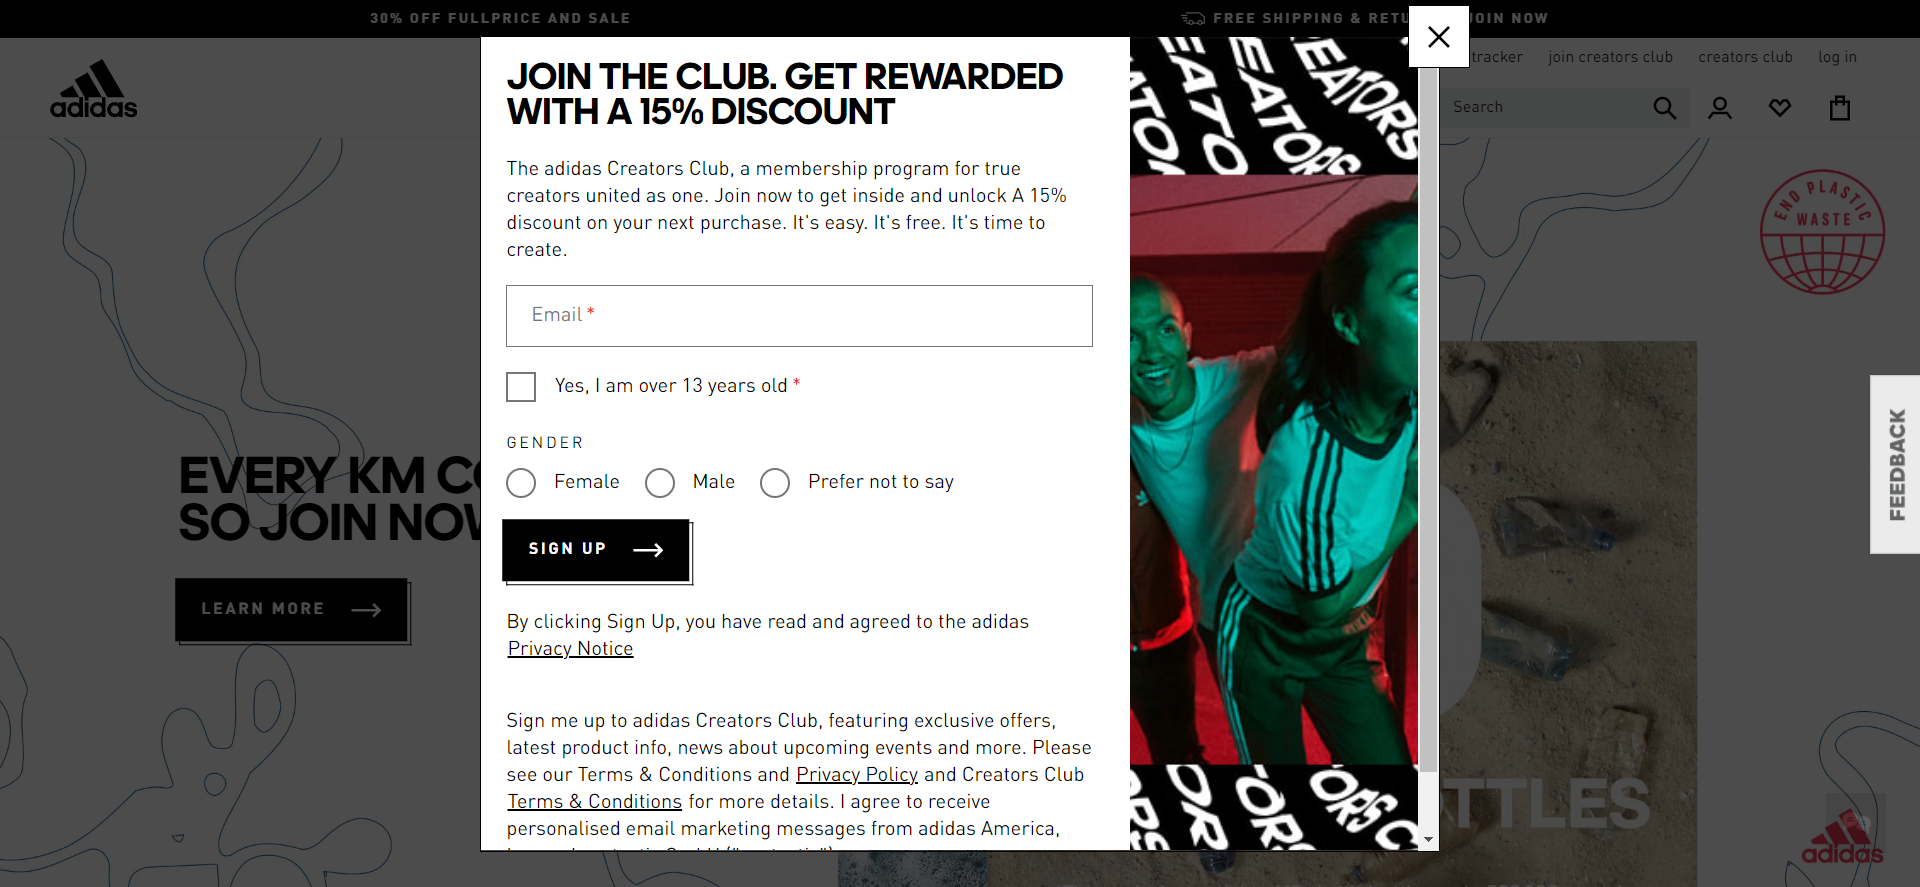 30% OFF FULLPRICE AND SALE
FREE SHIPPING & JOIN NOW
adidas
tracker
join creators club
creators club
log in
Search
JOIN THE CLUB. GET REWARDED
WITH A 15% DISCOUNT
The adidas Creators Club, a membership program for true
creators united as one. Join now to get inside and unlock A 15%
discount on your next purchase. It's easy. It's free. It's time to
create.
Email *
Yes, I am over 13 years old *
GENDER
Female
Male
Prefer not to say
SIGN UP
By clicking Sign Up, you have read and agreed to the adidas
Privacy Notice
Sign me up to adidas Creators Club, featuring exclusive offers,
latest product info, news about upcoming events and more. Please
see our Terms & Conditions and Privacy Policy and Creators Club
Terms & Conditions for more details. I agree to receive
personalised email marketing messages from adidas America,
EVERY KM
SO JOIN NOW
LEARN MORE
END PLASTIC
WASTE
FEEDBACK
TTLES
adidas